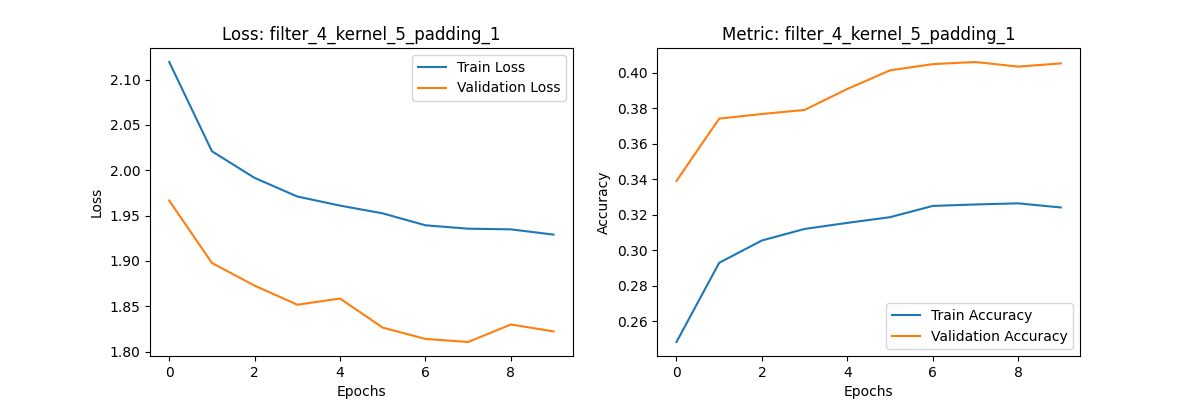 Loss: filter_4_kernel_5_padding_1
Train Loss
Validation Loss
2.10
2.05
2.00
1.95
1.90
1.85
1.80
Loss
0 2 4 6 8
Epochs
Metric: filter_4_kernel_5_padding_1
0.40
0.38
0.36
0.34
0.32
0.30
0.28
0.26
Accuracy
Train Accuracy
Validation Accuracy
0 2 4 6 8
Epochs